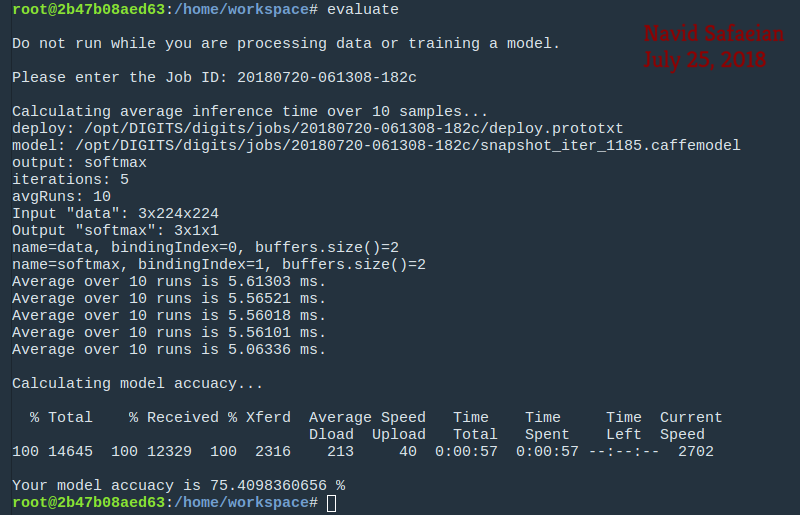 root@2b47b08aed63:/home/workspace# evaluate
Navid Safaeian
July 25, 2018
Do not run while you are processing data or training a model.
Please enter the Job ID: 20180720-061308-182c
Calculating average inference time over 10 samples...
deploy: /opt/DIGITS/digits/jobs/20180720-061308-182c/deploy.prototxt
model: /opt/DIGITS/digits/jobs/20180720-061308-182c/snapshot_iter_1185.caffemodel
output: softmax
iterations: 5
avgRuns: 10
Input "data": 3x224x224
Output "softmax": 3x1x1
name=data, bindingIndex=0, buffers.size()=2
name=softmax, bindingIndex=1, buffers.size()=2
Average over 10 runs is 5.61303 ms.
Average over 10 runs is 5.56521 ms.
Average over 10 runs is 5.56018 ms.
Average over 10 runs is 5.56101 ms.
Average over 10 runs is 5.06336 ms.
Calculating model accuacy...
  % Total    % Received % Xferd  Average Speed   Time    Time     Time  Current
                                 Dload  Upload   Total   Spent    Left  Speed
100 14645  100 12329  100  2316    213     40  0:00:57  0:00:57 --:--:--  2702
Your model accuacy is 75.4098360656 %
root@2b47b08aed63:/home/workspace#